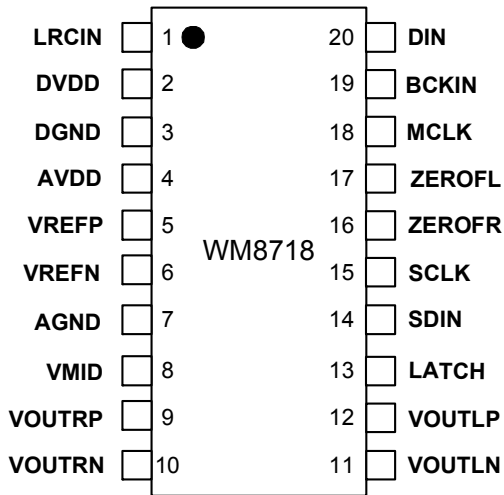 LRCIN 1 20 DIN
DVDD 2 19 BCKIN
DGND 3 18 MCLK
AVDD 4 17 ZEROFL
VREFP 5 16 ZEROFR
WM8718
VREFN 6 15 SCLK
AGND 7 14 SDIN
VMID 8 13 LATCH
VOUTRP 9 12 VOUTLP
VOUTRN 10 11 VOUTLN